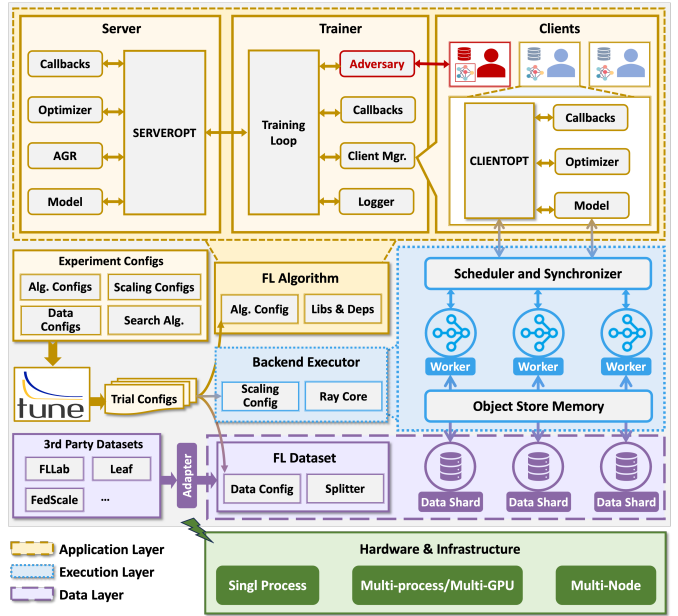 Server
Trainer
Clients
Callbacks
Optimizer
AGR
Model
SERVEROPT
Training
Loop
Adversary
Callbacks
Client Mgr.
Logger
CLIENTOPT
Callbacks
Optimizer
Model
Experiment Configs
Alg. Configs
Scaling Configs
Data
Configs
Search Alg.
FL Algorithm
Alg. Config
Libs & Deps
Scheduler and Synchronizer
Worker
Worker
Worker
Backend Executor
Scaling
Config
Ray Core
tune
Trial Configs
Object Store Memory
3rd Party Datasets
FLLab
Leaf
FedScale
...
Adapter
FL Dataset
Data Config
Splitter
Data Shard
Data Shard
Data Shard
Application Layer
Execution Layer
Data Layer
Hardware & Infrastructure
Singl Process
Multi-process/Multi-GPU
Multi-Node